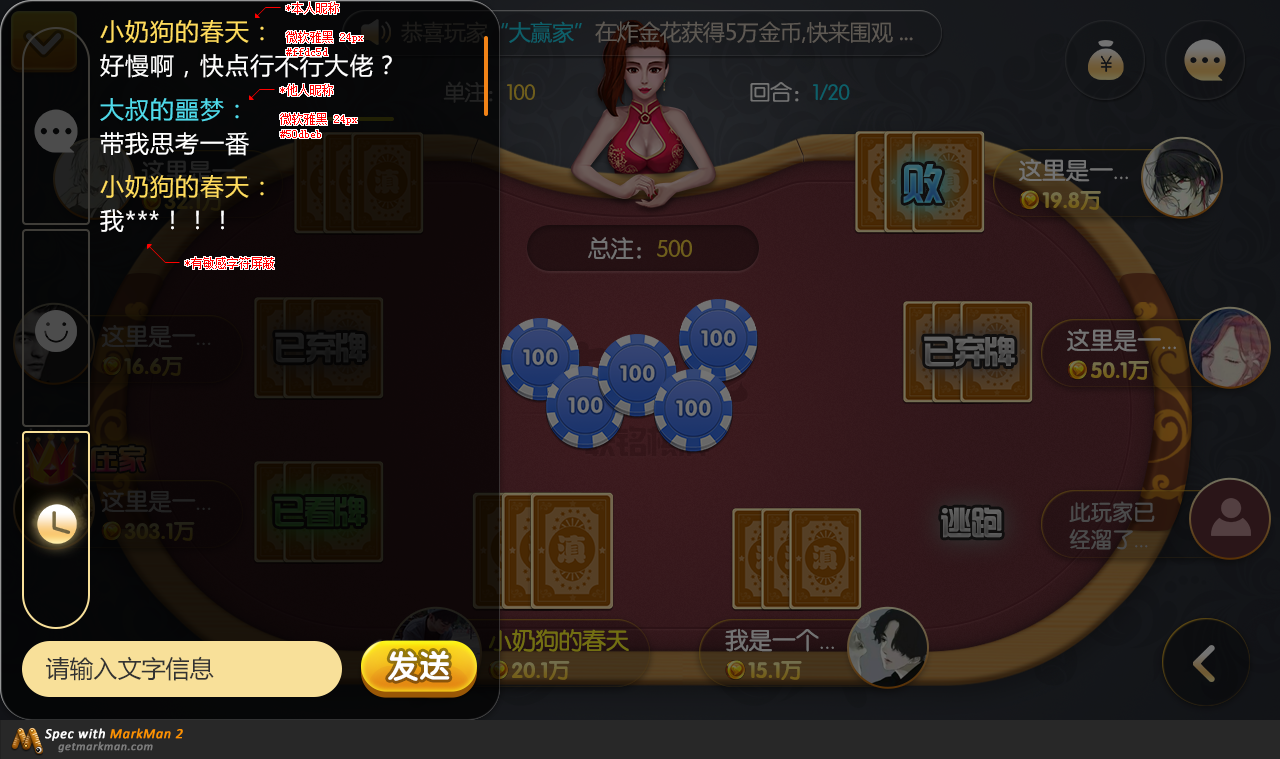 小奶狗的春天：
*本人昵称
微软雅黑 24px
好慢啊，快点行不行大佬？
大叔的噩梦：
*他人昵称
微软雅黑 24px
#50dbeb
带我思考一番
小奶狗的春天：
我***！！！
*有敏感字符屏蔽
恭喜玩家 “大赢家” 在炸金花获得5万金币,快来围观 ...
单注: 100
回合: 1/20
总注: 500
败
这里是一...
19.8万
这里是一...
16.6万
已弃牌
100
100
100
100
100
已弃牌
这里是一...
50.1万
庄家
这里是一...
303.1万
已看牌
滇
滇
逃跑
此玩家已
经溜了...
小奶狗的春天
20.1万
我是一个...
15.1万
请输入文字信息
发送
Spec with MarkMan 2
getmarkman.com